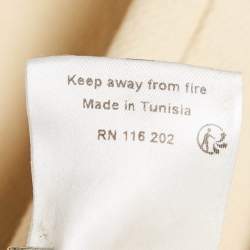 Keep away from fire
Made in Tunisia
RN 116 202